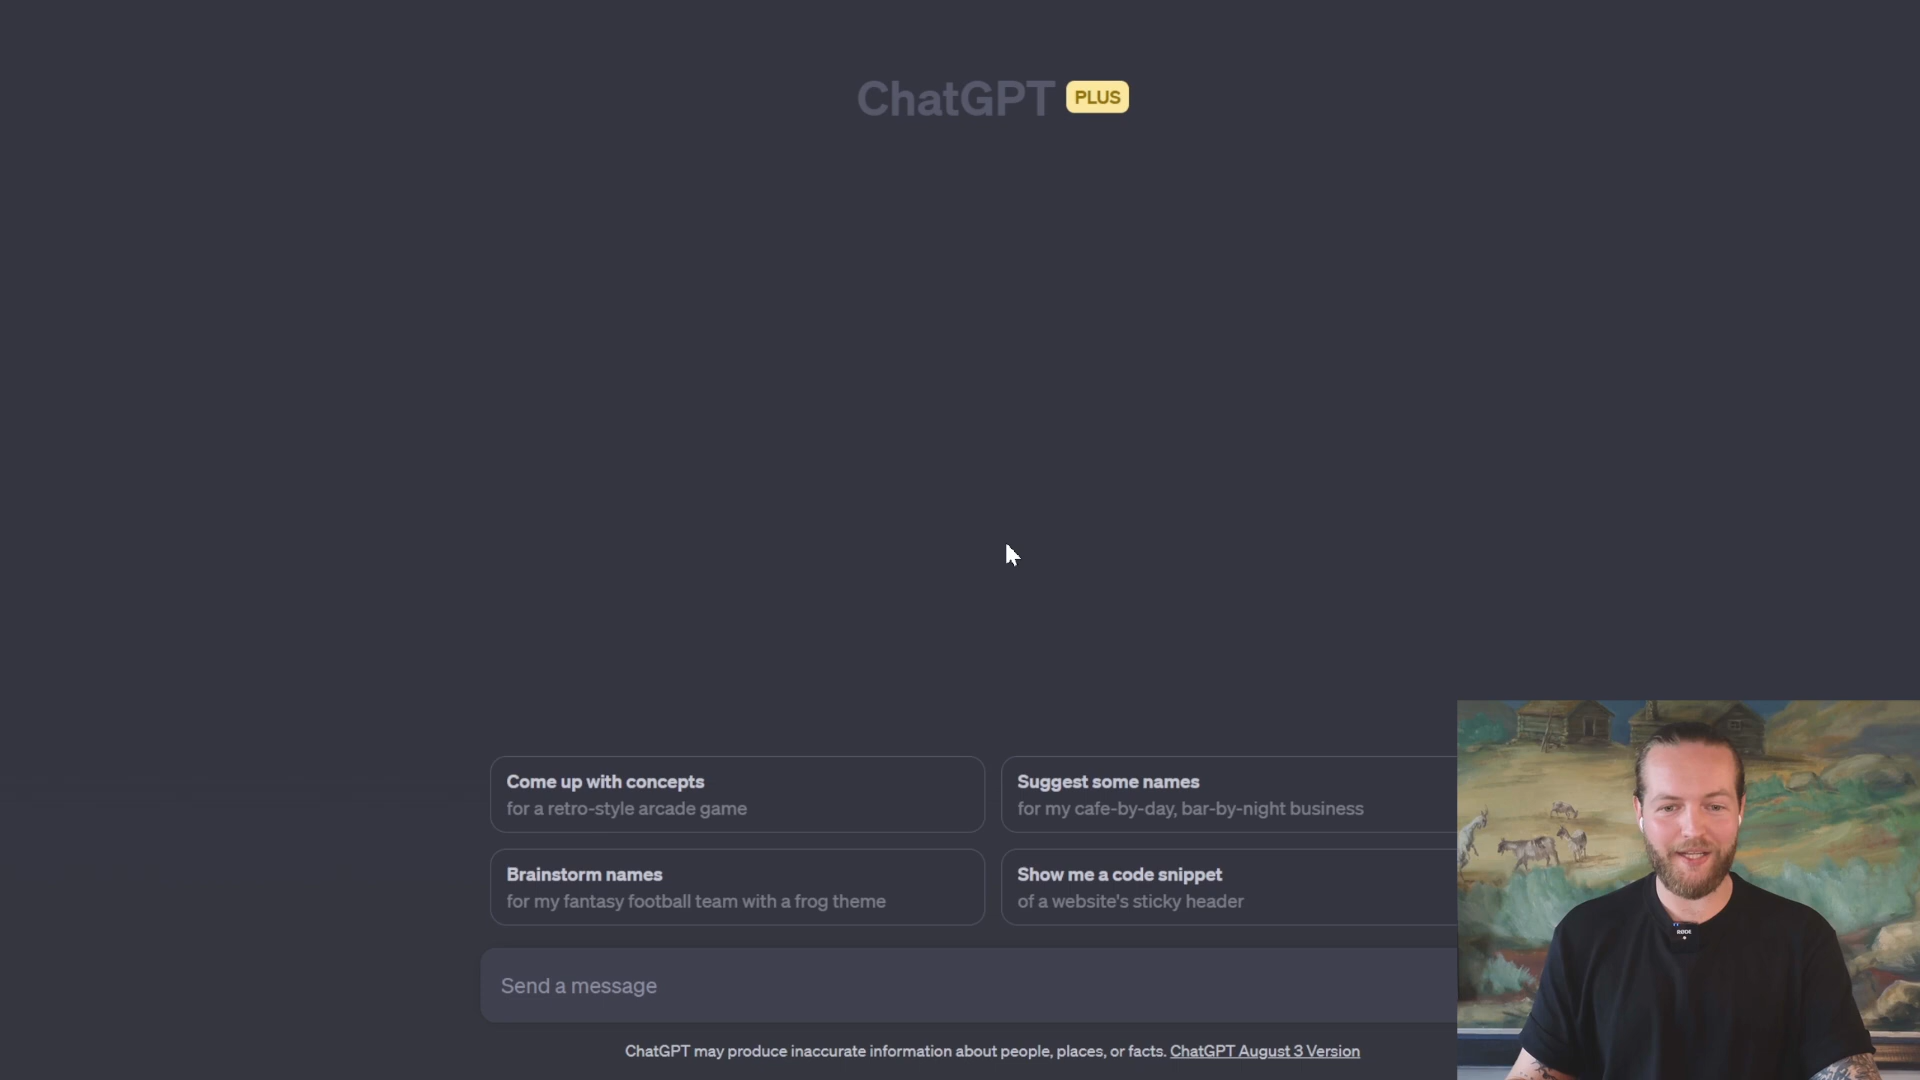 ChatGPT PLUS
Come up with concepts
for a retro-style arcade game
Suggest some names
for my cafe-by-day, bar-by-night business
Brainstorm names
for my fantasy football team with a frog theme
Show me a code snippet
of a website's sticky header
Send a message
ChatGPT may produce inaccurate information about people, places, or facts. ChatGPT August 3 Version
RØDE